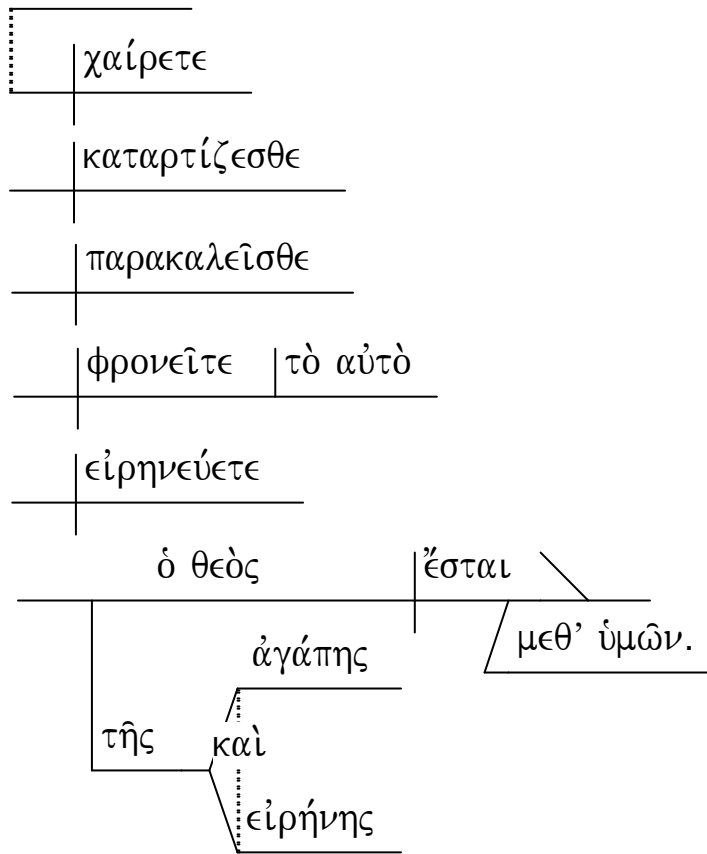 χαίρετε
καταρτίζεσθε
παρακαλεῖσθε
φρονεῖτε τὸ αὐτὸ
εἰρηνεύετε
ὁ θεὸς ἔσται
μεθ’ ὑμῶν.
ἀγάπης
τῆς καὶ
εἰρήνης